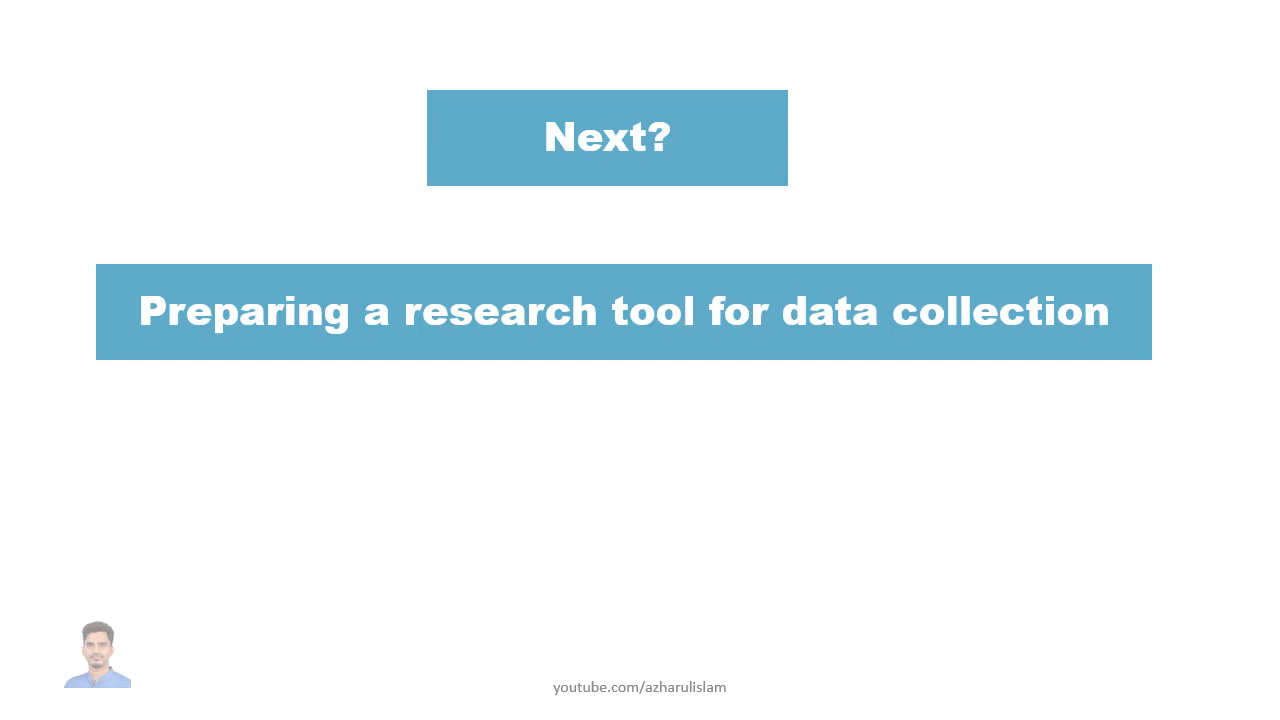 Next?
Preparing a research tool for data collection
youtube.com/azharulislam